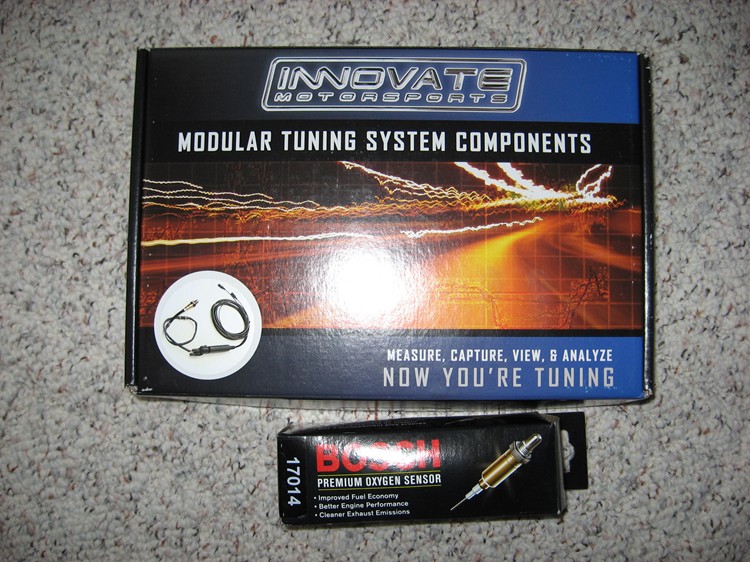 INNOVATE
MOTORSPORTS
MODULAR TUNING SYSTEM COMPONENTS
MEASURE, CAPTURE, VIEW, & ANALYZE
NOW YOU'RE TUNING
BOSCH
PREMIUM OXYGEN SENSOR
• Improved Fuel Economy
• Better Engine Performance
• Cleaner Exhaust Emissions
17014